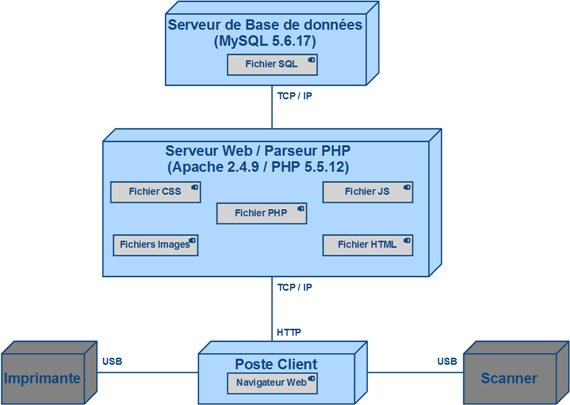 Serveur de Base de données
(MySQL 5.6.17)
Fichier SQL
TCP / IP
Serveur Web / Parseur PHP
(Apache 2.4.9 / PHP 5.5.12)
Fichier CSS
Fichier JS
Fichier PHP
Fichiers Images
Fichier HTML
TCP / IP
HTTP
Imprimante
USB
Poste Client
Navigateur Web
USB
Scanner